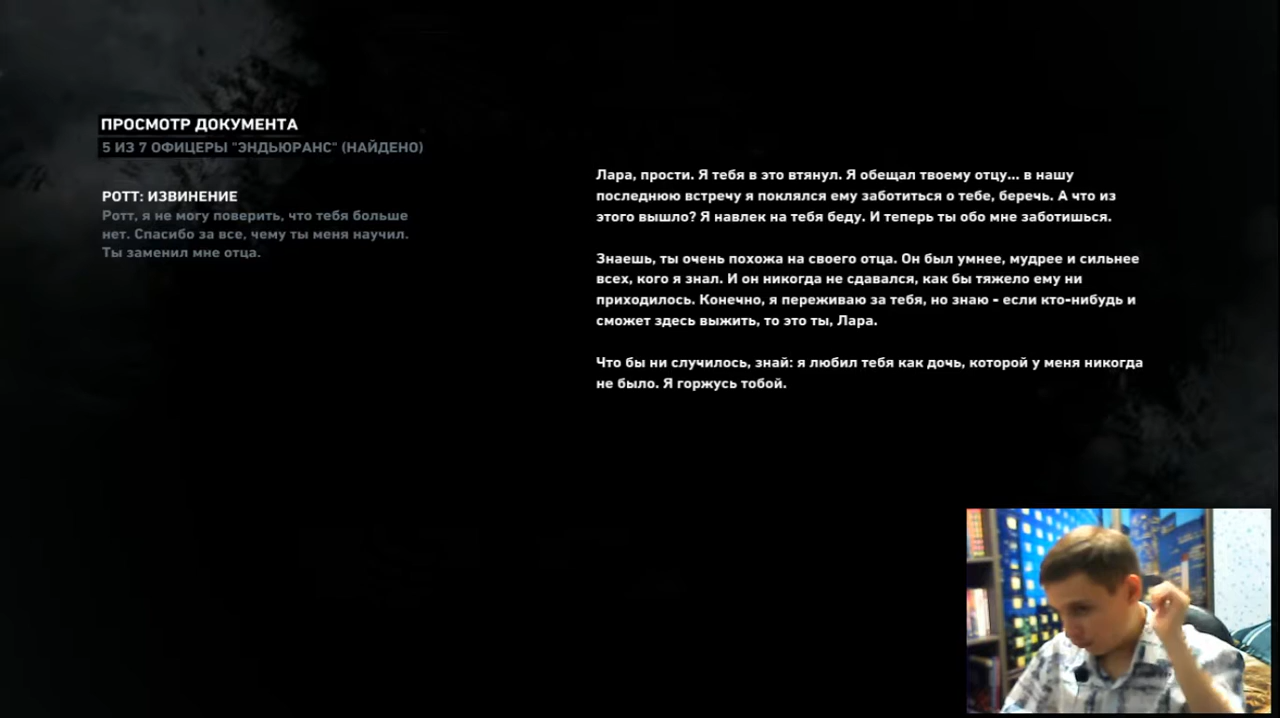 ПРОСМОТР ДОКУМЕНТА
5 ИЗ 7 ОФИЦЕРЫ "ЭНДЬЮРАНС" (НАЙДЕНО)
РОТТ: ИЗВИНЕНИЕ
Ротт, я не могу поверить, что тебя больше
нет. Спасибо за все, чему ты меня научил.
Ты заменил мне отца.
Лара, прости. Я тебя в это втянул. Я обещал твоему отцу... в нашу
последнюю встречу я поклялся ему заботиться о тебе, беречь. А что из
этого вышло? Я навлек на тебя беду. И теперь ты обо мне заботишься.
Знаешь, ты очень похожа на своего отца. Он был умнее, мудрее и сильнее
всех, кого я знал. И он никогда не сдавался, как бы тяжело ему ни
приходилось. Конечно, я переживаю за тебя, но знаю - если кто-нибудь и
сможет здесь выжить, то это ты, Лара.
Что бы ни случилось, знай: я любил тебя как дочь, которой у меня никогда
не было. Я горжусь тобой.